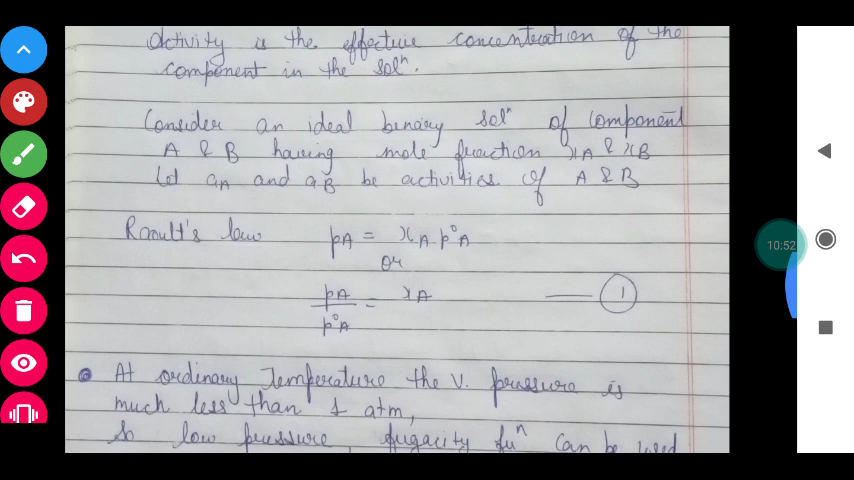 Activity is the effective concentration of the
component in the solⁿ.
Consider an ideal binary solⁿ of component
A & B having mole fraction xA & xB
Let aA and aB be activities of A & B
Raoult's law pA = xA p°A
or
pA/p°A = xA —— 1
At ordinary Temperature the V. pressure is
much less than 1 atm,
So low pressure, fugacity fuⁿ can be used
10:52